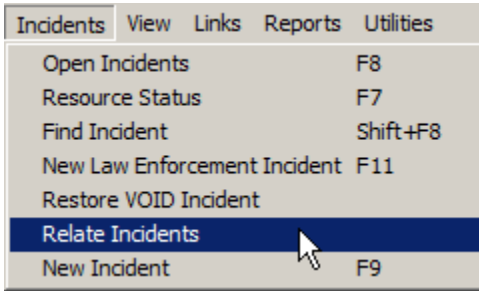 Incidents View Links Reports Utilities
Open Incidents F8
Resource Status F7
Find Incident Shift+F8
New Law Enforcement Incident F11
Restore VOID Incident
Relate Incidents
New Incident F9